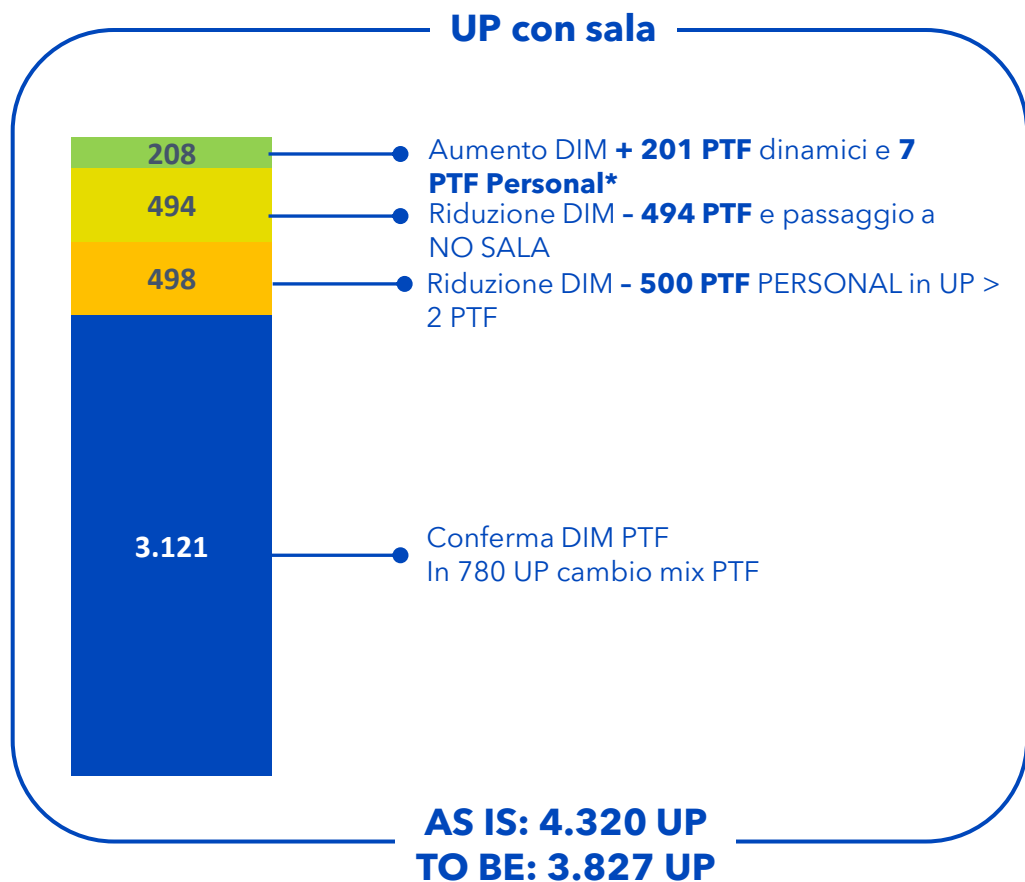 UP con sala
208
Aumento DIM + 201 PTF dinamici e 7
PTF Personal*
494
Riduzione DIM – 494 PTF e passaggio a
NO SALA
498
Riduzione DIM – 500 PTF PERSONAL in UP >
2 PTF
3.121
Conferma DIM PTF
In 780 UP cambio mix PTF
AS IS: 4.320 UP
TO BE: 3.827 UP